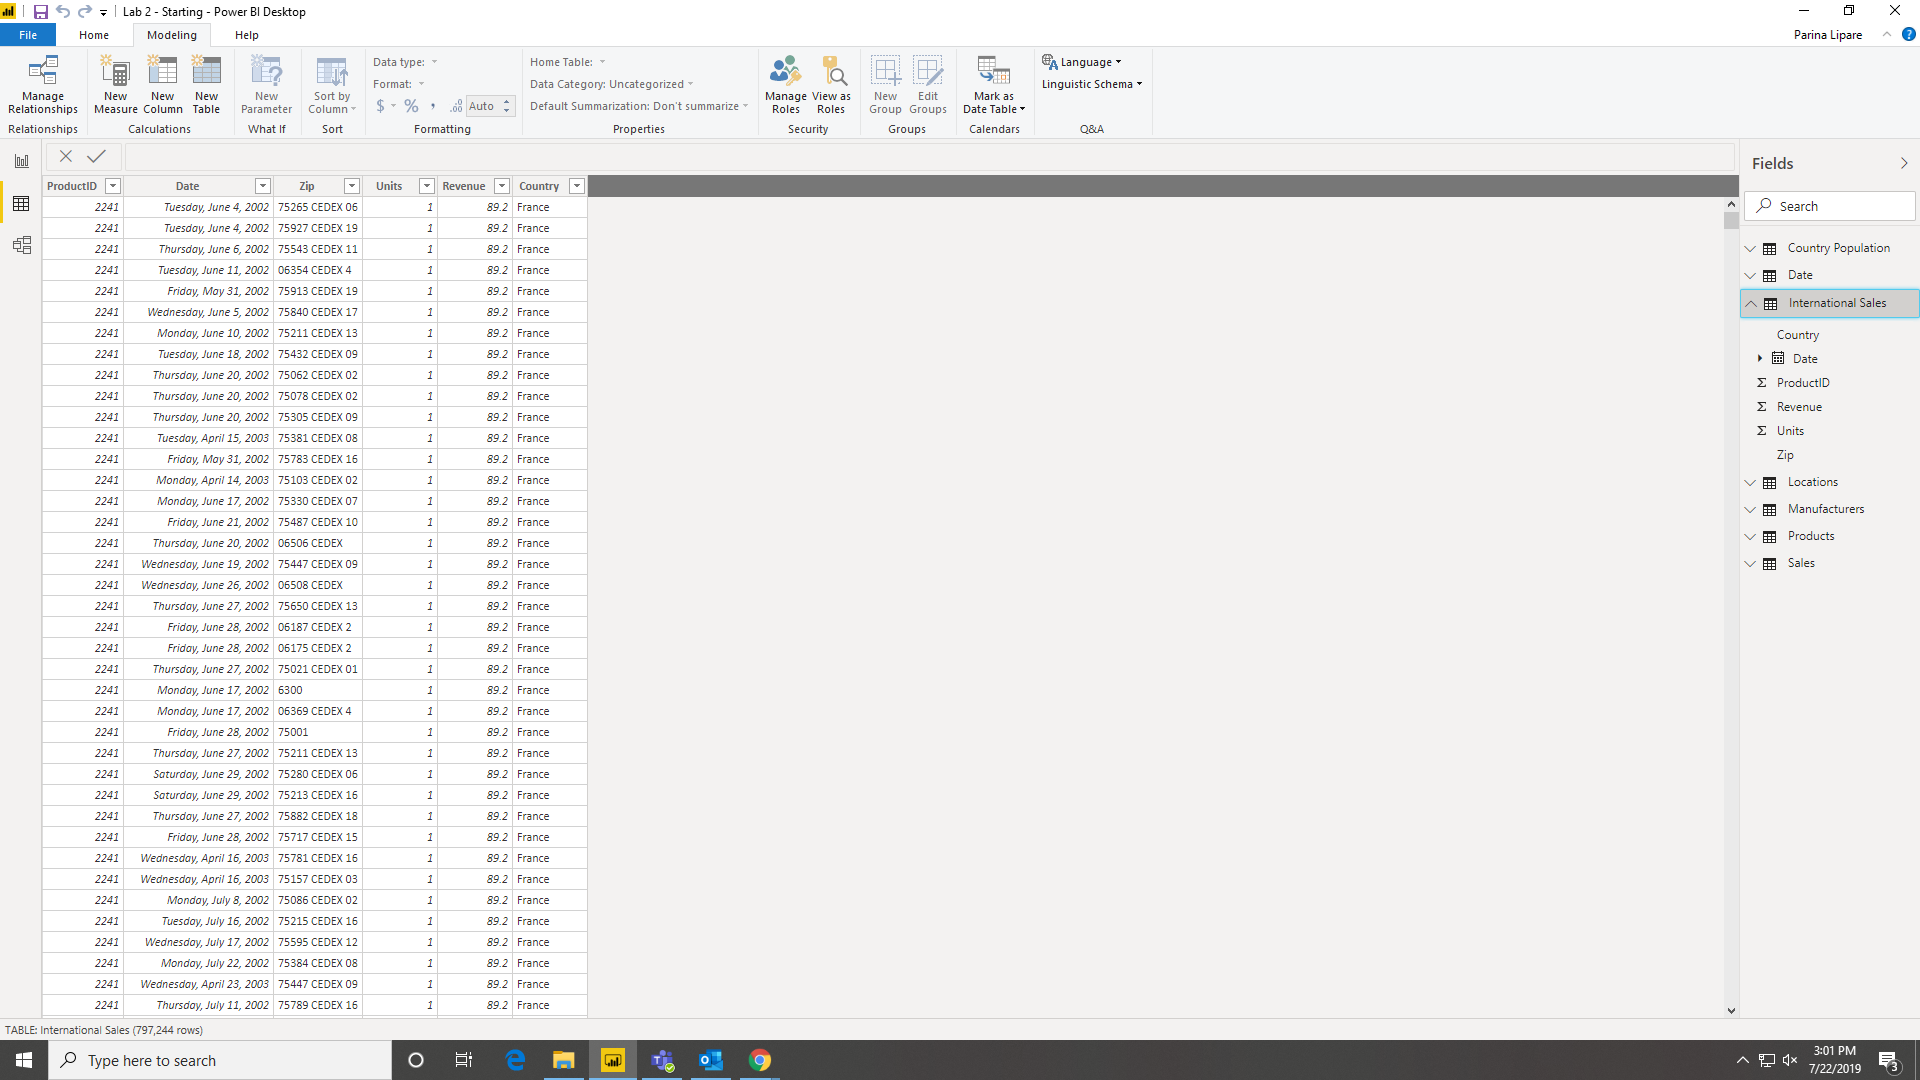 Lab 2 - Starting - Power BI Desktop
File Home Modeling Help Parina Lipare
Manage Relationships
New Measure
New Column
New Table
New Parameter
Sort by Column
Data type:
Format:
$ % , .00 Auto
Home Table:
Data Category: Uncategorized
Default Summarization: Don't summarize
Manage Roles
View as Roles
New Group
Edit Groups
Mark as Date Table
Language
Linguistic Schema
Relationships Calculations What If Sort Formatting Properties Security Groups Calendars Q&A
Fields
Search
ProductID Date Zip Units Revenue Country
2241 Tuesday, June 4, 2002 75265 CEDEX 06 1 89.2 France
2241 Tuesday, June 4, 2002 75927 CEDEX 19 1 89.2 France
2241 Thursday, June 6, 2002 75543 CEDEX 11 1 89.2 France
2241 Tuesday, June 11, 2002 06354 CEDEX 4 1 89.2 France
2241 Friday, May 31, 2002 75913 CEDEX 19 1 89.2 France
2241 Wednesday, June 5, 2002 75840 CEDEX 17 1 89.2 France
2241 Monday, June 10, 2002 75211 CEDEX 13 1 89.2 France
2241 Tuesday, June 18, 2002 75432 CEDEX 09 1 89.2 France
2241 Thursday, June 20, 2002 75062 CEDEX 02 1 89.2 France
2241 Thursday, June 20, 2002 75078 CEDEX 02 1 89.2 France
2241 Thursday, June 20, 2002 75305 CEDEX 09 1 89.2 France
2241 Tuesday, April 15, 2003 75381 CEDEX 08 1 89.2 France
2241 Friday, May 31, 2002 75783 CEDEX 16 1 89.2 France
2241 Monday, April 14, 2003 75103 CEDEX 02 1 89.2 France
2241 Monday, June 17, 2002 75330 CEDEX 07 1 89.2 France
2241 Friday, June 21, 2002 75487 CEDEX 10 1 89.2 France
2241 Thursday, June 20, 2002 06506 CEDEX 1 89.2 France
2241 Wednesday, June 19, 2002 75447 CEDEX 09 1 89.2 France
2241 Wednesday, June 26, 2002 06508 CEDEX 1 89.2 France
2241 Thursday, June 27, 2002 75650 CEDEX 13 1 89.2 France
2241 Friday, June 28, 2002 06187 CEDEX 2 1 89.2 France
2241 Friday, June 28, 2002 06175 CEDEX 2 1 89.2 France
2241 Thursday, June 27, 2002 75021 CEDEX 01 1 89.2 France
2241 Monday, June 17, 2002 6300 1 89.2 France
2241 Monday, June 17, 2002 06369 CEDEX 4 1 89.2 France
2241 Friday, June 28, 2002 75001 1 89.2 France
2241 Thursday, June 27, 2002 75211 CEDEX 13 1 89.2 France
2241 Saturday, June 29, 2002 75280 CEDEX 06 1 89.2 France
2241 Saturday, June 29, 2002 75213 CEDEX 16 1 89.2 France
2241 Thursday, June 27, 2002 75882 CEDEX 18 1 89.2 France
2241 Friday, June 28, 2002 75717 CEDEX 15 1 89.2 France
2241 Wednesday, April 16, 2003 75781 CEDEX 16 1 89.2 France
2241 Wednesday, April 16, 2003 75157 CEDEX 03 1 89.2 France
2241 Monday, July 8, 2002 75086 CEDEX 02 1 89.2 France
2241 Tuesday, July 16, 2002 75215 CEDEX 16 1 89.2 France
2241 Wednesday, July 17, 2002 75595 CEDEX 12 1 89.2 France
2241 Monday, July 22, 2002 75384 CEDEX 08 1 89.2 France
2241 Wednesday, April 23, 2003 75447 CEDEX 09 1 89.2 France
2241 Thursday, July 11, 2002 75789 CEDEX 16 1 89.2 France
Country Population
Date
International Sales
Country
Date
Σ ProductID
Σ Revenue
Σ Units
Zip
Locations
Manufacturers
Products
Sales
TABLE: International Sales (797,244 rows)
Type here to search
3:01 PM
7/22/2019
3